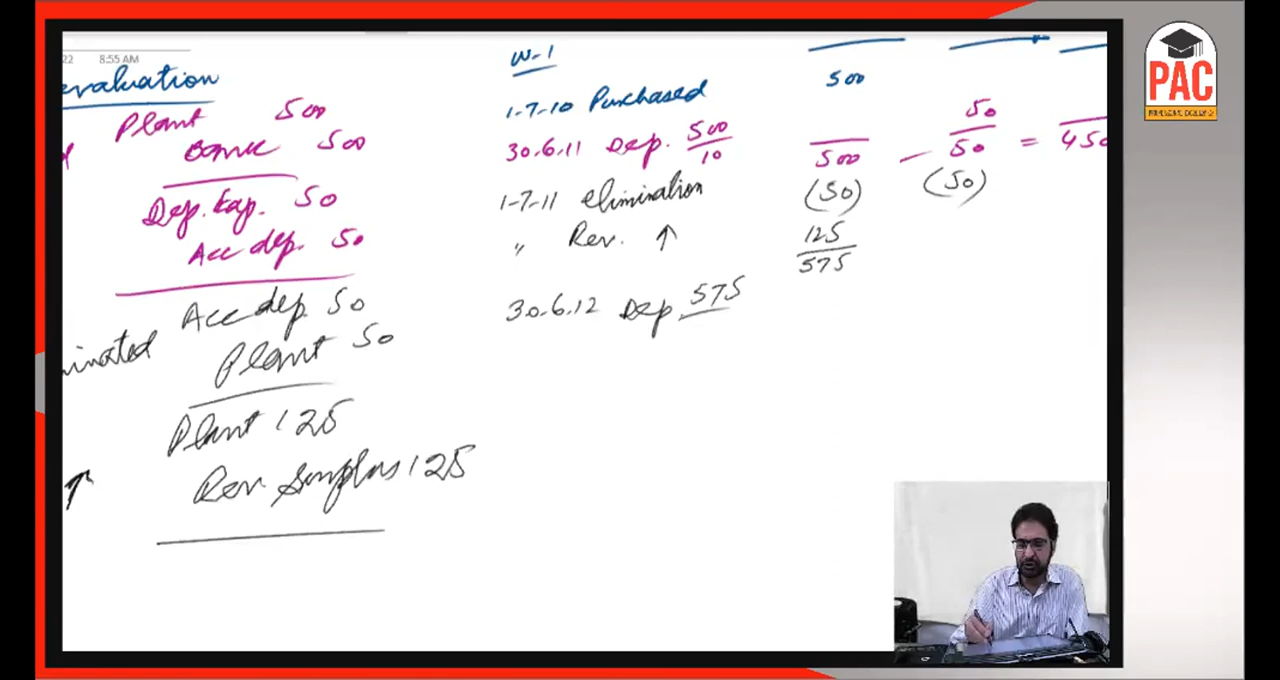 22 8:55 AM
evaluation
Plant 500
Bank 500
Dep. Exp. 50
Acc dep. 50
Acc dep 50
minated Plant 50
Plant 125
↑ Rev Surplus 125
W-1
1-7-10 Purchased 500
30.6.11 Dep. 500/10 50
500 - 50 = 450
1-7-11 elimination (50) (50)
" Rev. ↑ 125
575
30.6.12 Dep 575
PAC